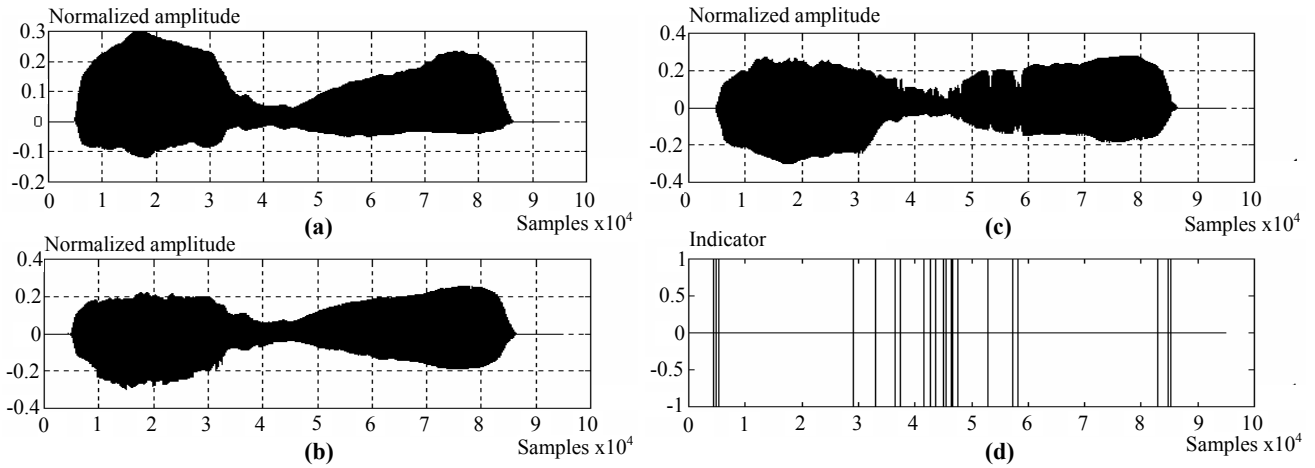 Normalized amplitude
0.3
0.2
0.1
0
-0.1
-0.2
0 1 2 3 4 5 6 7 8 9 10
Samples x10⁴
(a)
Normalized amplitude
0.4
0.2
0
-0.2
-0.4
0 1 2 3 4 5 6 7 8 9 10
Samples x10⁴
(b)
Normalized amplitude
0.4
0.2
0
-0.2
0.4
0 1 2 3 4 5 6 7 8 9 10
Samples x10⁴
(c)
Indicator
1
0.5
0
-0.5
-1
0 1 2 3 4 5 6 7 8 9 10
Samples x10⁴
(d)